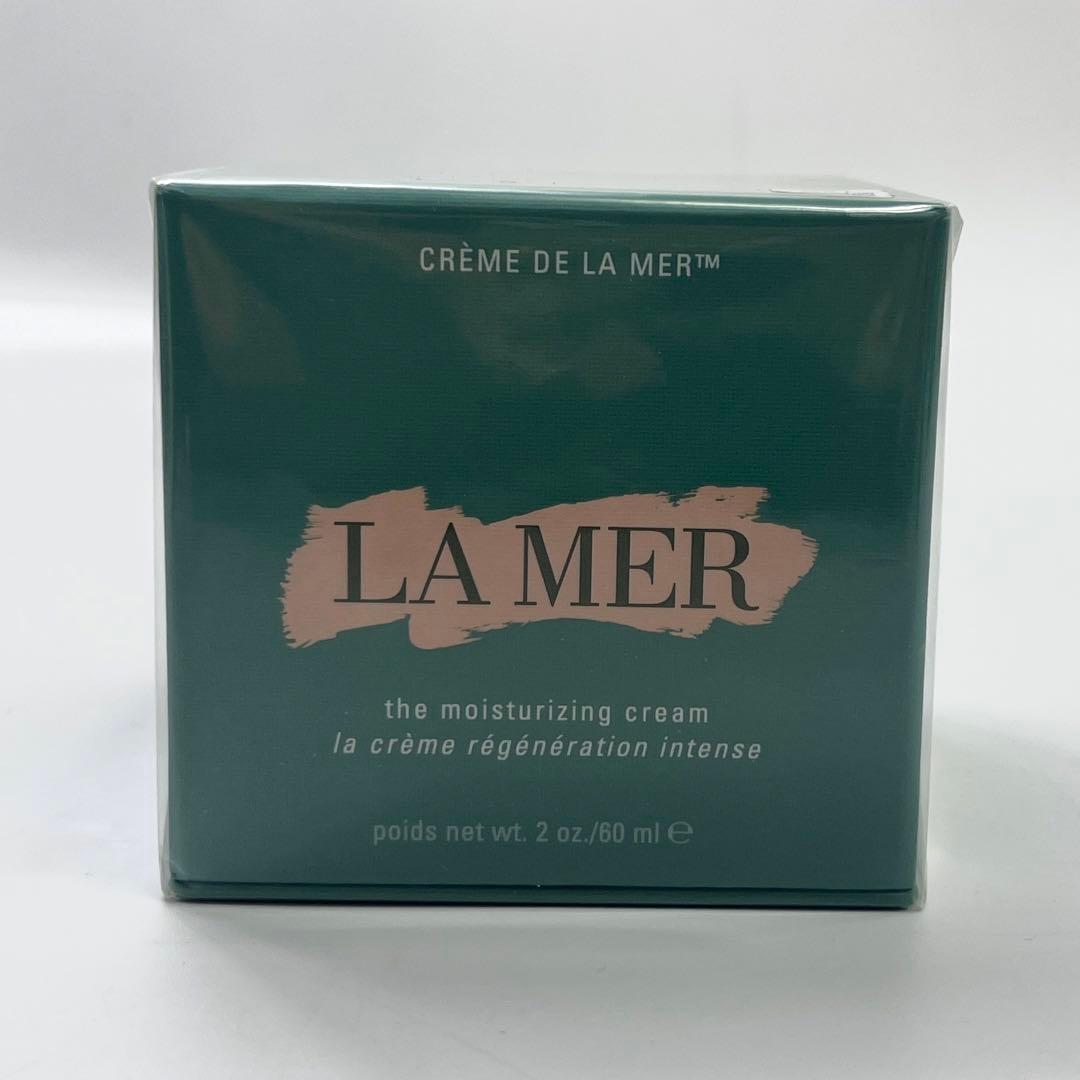 CRÈME DE LA MER™
LA MER
the moisturizing cream
la crème régénération intense
poids net wt. 2 oz./60 ml ℮